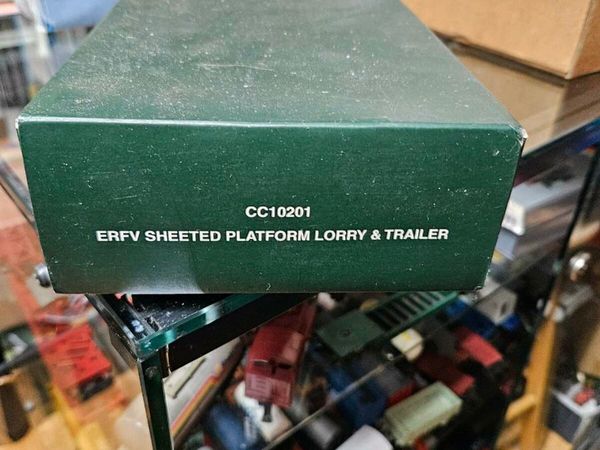 CC10201
ERFV SHEETED PLATFORM LORRY & TRAILER